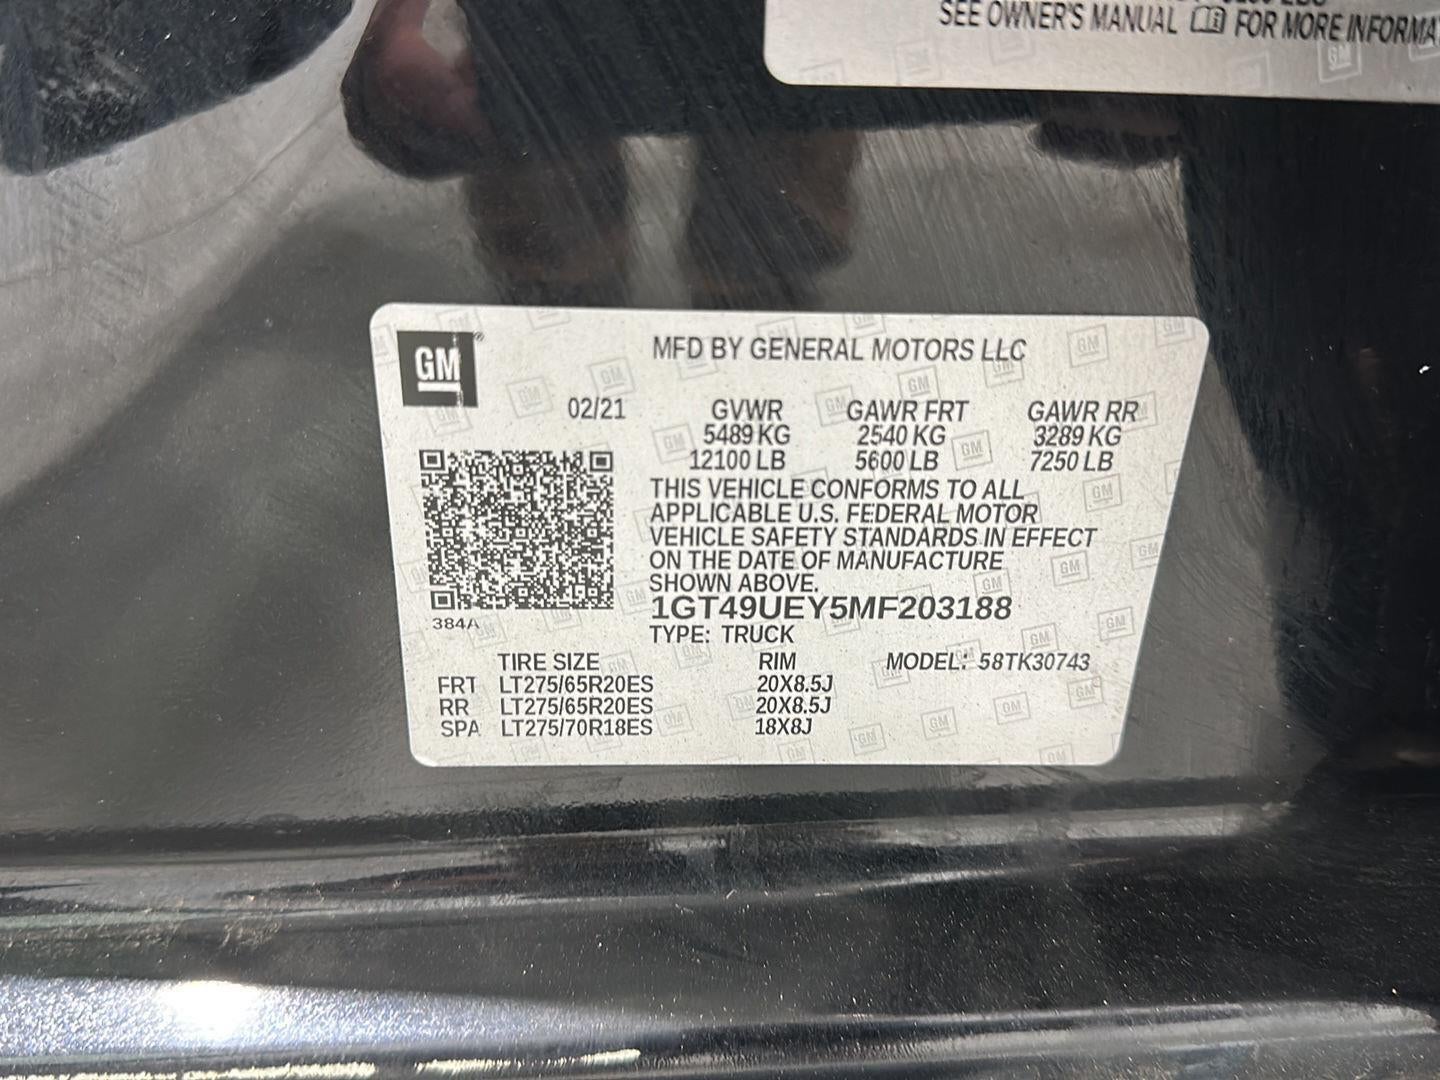 SEE OWNER'S MANUAL FOR MORE
GM
MFD BY GENERAL MOTORS LLC
02/21 GVWR GAWR FRT GAWR RR
5489 KG 2540 KG 3289 KG
12100 LB 5600 LB 7250 LB
THIS VEHICLE CONFORMS TO ALL
APPLICABLE U.S. FEDERAL MOTOR
VEHICLE SAFETY STANDARDS IN EFFECT
ON THE DATE OF MANUFACTURE
SHOWN ABOVE.
1GT49UEY5MF203188
384A
TYPE: TRUCK
TIRE SIZE RIM MODEL: 58TK30743
FRT LT275/65R20ES 20X8.5J
RR LT275/65R20ES 20X8.5J
SPA LT275/70R18ES 18X8J